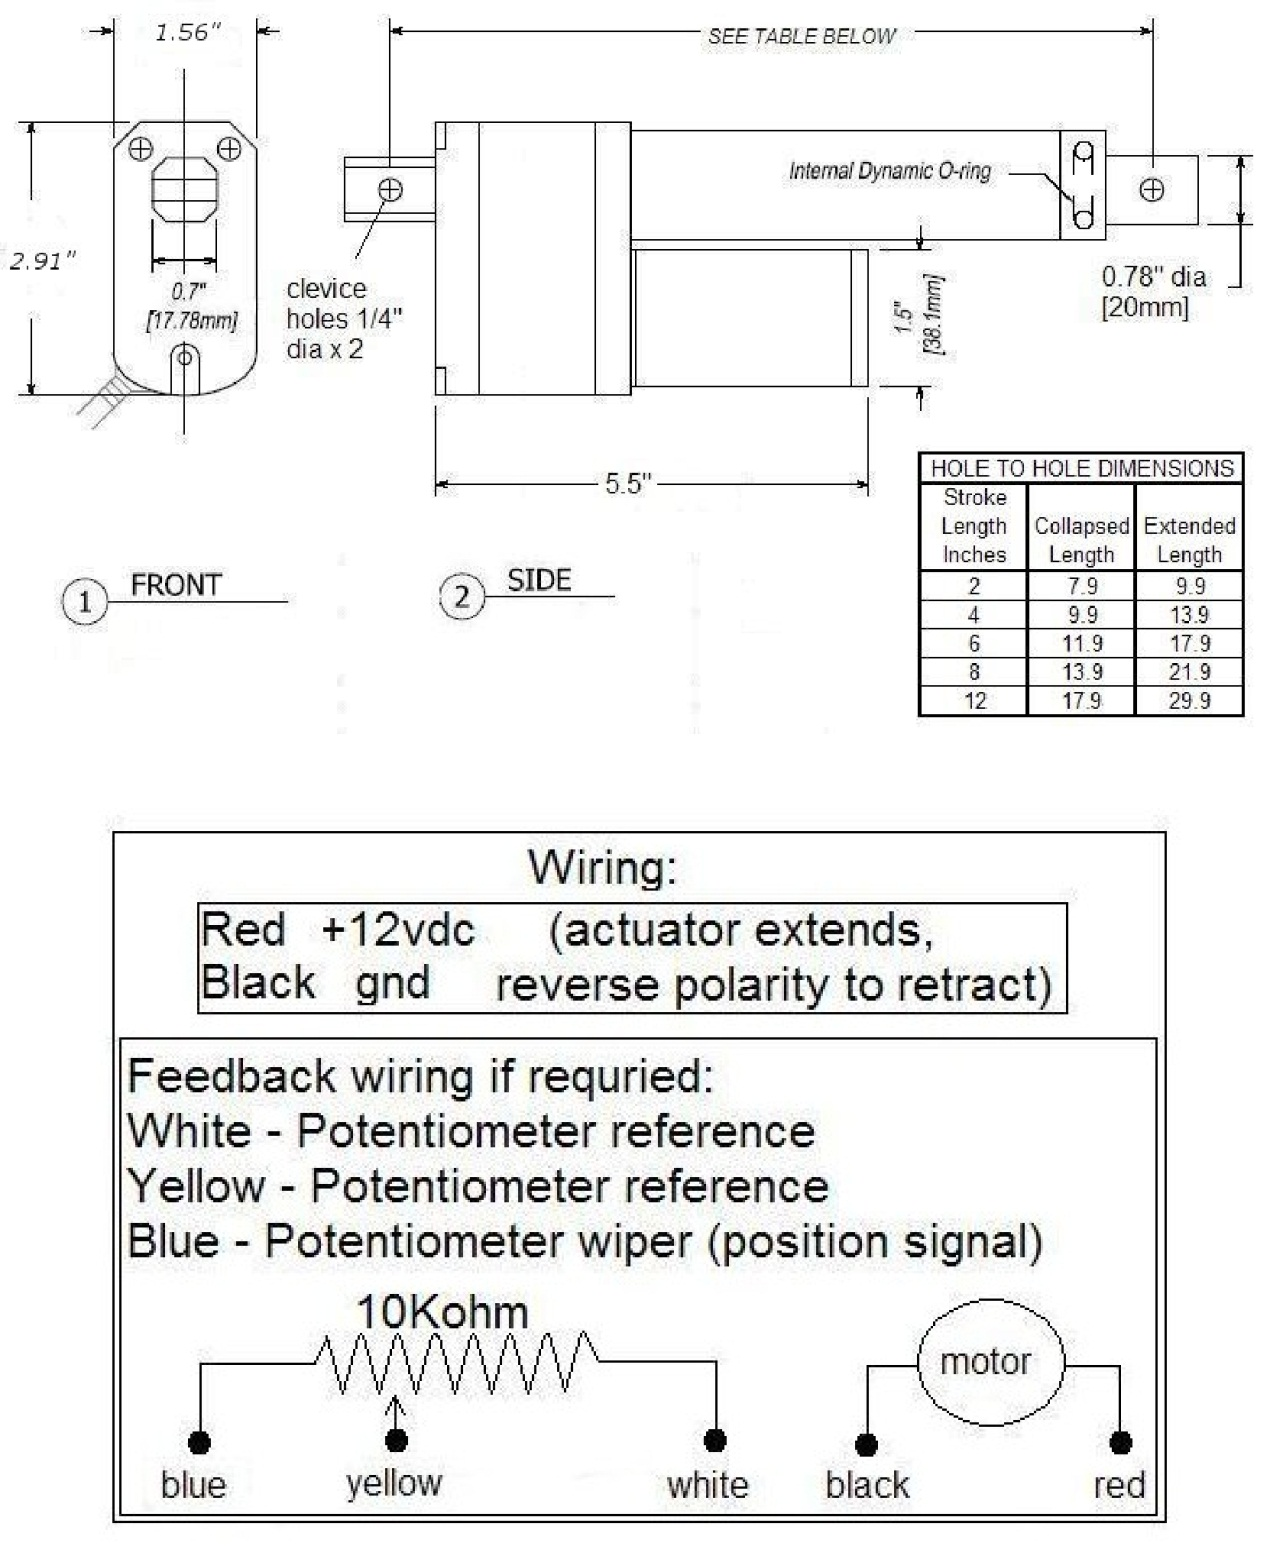 1.56"
SEE TABLE BELOW
Internal Dynamic O-ring
2.91"
0.7"
[17.78mm]
clevice
holes 1/4"
dia x 2
1.5"
[38.1mm]
0.78" dia
[20mm]
5.5"
1 FRONT
2 SIDE
HOLE TO HOLE DIMENSIONS
Stroke Length Inches Collapsed Length Extended Length
2 7.9 9.9
4 9.9 13.9
6 11.9 17.9
8 13.9 21.9
12 17.9 29.9
Wiring:
Red +12vdc (actuator extends,
Black gnd reverse polarity to retract)
Feedback wiring if requried:
White - Potentiometer reference
Yellow - Potentiometer reference
Blue - Potentiometer wiper (position signal)
10Kohm
motor
blue yellow white black red